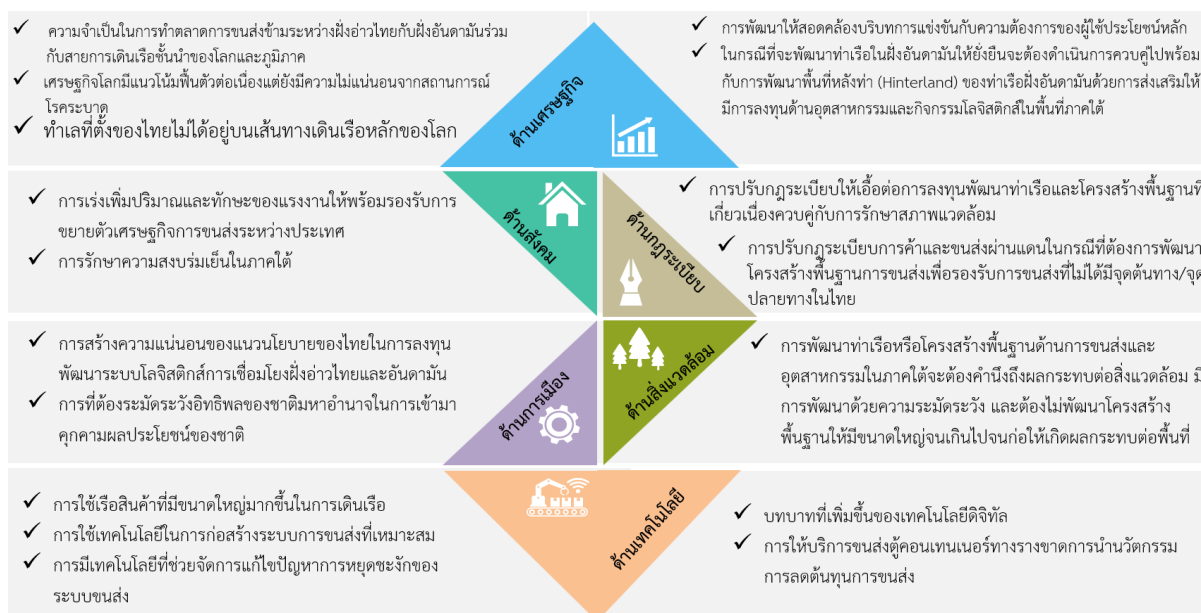 ความจำเป็นในการทำตลาดการขนส่งข้ามระหว่างฝั่งอ่าวไทยกับฝั่งอันดามันร่วม
กับสายการเดินเรือชั้นนำของโลกและภูมิภาค
เศรษฐกิจโลกมีแนวโน้มฟื้นตัวต่อเนื่องแต่ยังมีความไม่แน่นอนจากสถานการณ์
โรคระบาด
ทำเลที่ตั้งของไทยไม่ได้อยู่บนเส้นทางเดินเรือหลักของโลก
ด้านเศรษฐกิจ
การพัฒนาให้สอดคล้องบริบทการแข่งขันกับความต้องการของผู้ใช้ประโยชน์หลัก
ในกรณีที่จะพัฒนาท่าเรือในฝั่งอันดามันให้ยั่งยืนจะต้องดำเนินการควบคู่ไปพร้อม
กับการพัฒนาพื้นที่หลังท่า (Hinterland) ของท่าเรือฝั่งอันดามันด้วยการส่งเสริมให้
มีการลงทุนด้านอุตสาหกรรมและกิจกรรมโลจิสติกส์ในพื้นที่ภาคใต้
การเร่งเพิ่มปริมาณและทักษะของแรงงานให้พร้อมรองรับการ
ขยายตัวเศรษฐกิจการขนส่งระหว่างประเทศ
การรักษาความสงบร่มเย็นในภาคใต้
ด้านสังคม
ด้านกฎระเบียบ
การปรับกฎระเบียบให้เอื้อต่อการลงทุนพัฒนาท่าเรือและโครงสร้างพื้นฐานที
เกี่ยวเนื่องควบคู่กับการรักษาสภาพแวดล้อม
การปรับกฎระเบียบการค้าและขนส่งผ่านแดนในกรณีที่ต้องการพัฒนา
โครงสร้างพื้นฐานการขนส่งเพื่อรองรับการขนส่งที่ไม่ได้มีจุดต้นทาง/จุด
ปลายทางในไทย
การสร้างความแน่นอนของแนวนโยบายของไทยในการลงทุน
พัฒนาระบบโลจิสติกส์การเชื่อมโยงฝั่งอ่าวไทยและอันดามัน
การที่ต้องระมัดระวังอิทธิพลของชาติมหาอำนาจในการเข้ามา
คุกคามผลประโยชน์ของชาติ
ด้านการเมือง
ด้านสิ่งแวดล้อม
การพัฒนาท่าเรือหรือโครงสร้างพื้นฐานด้านการขนส่งและ
อุตสาหกรรมในภาคใต้จะต้องคำนึงถึงผลกระทบต่อสิ่งแวดล้อม มี
การพัฒนาด้วยความระมัดระวัง และต้องไม่พัฒนาโครงสร้าง
พื้นฐานให้มีขนาดใหญ่จนเกินไปจนก่อให้เกิดผลกระทบต่อพื้นที่
การใช้เรือสินค้าที่มีขนาดใหญ่มากขึ้นในการเดินเรือ
การใช้เทคโนโลยีในการก่อสร้างระบบการขนส่งที่เหมาะสม
การมีเทคโนโลยีที่ช่วยจัดการแก้ไขปัญหาการหยุดชะงักของ
ระบบขนส่ง
ด้านเทคโนโลยี
บทบาทที่เพิ่มขึ้นของเทคโนโลยีดิจิทัล
การให้บริการขนส่งตู้คอนเทนเนอร์ทางรางขาดการนำนวัตกรรม
การลดต้นทุนการขนส่ง